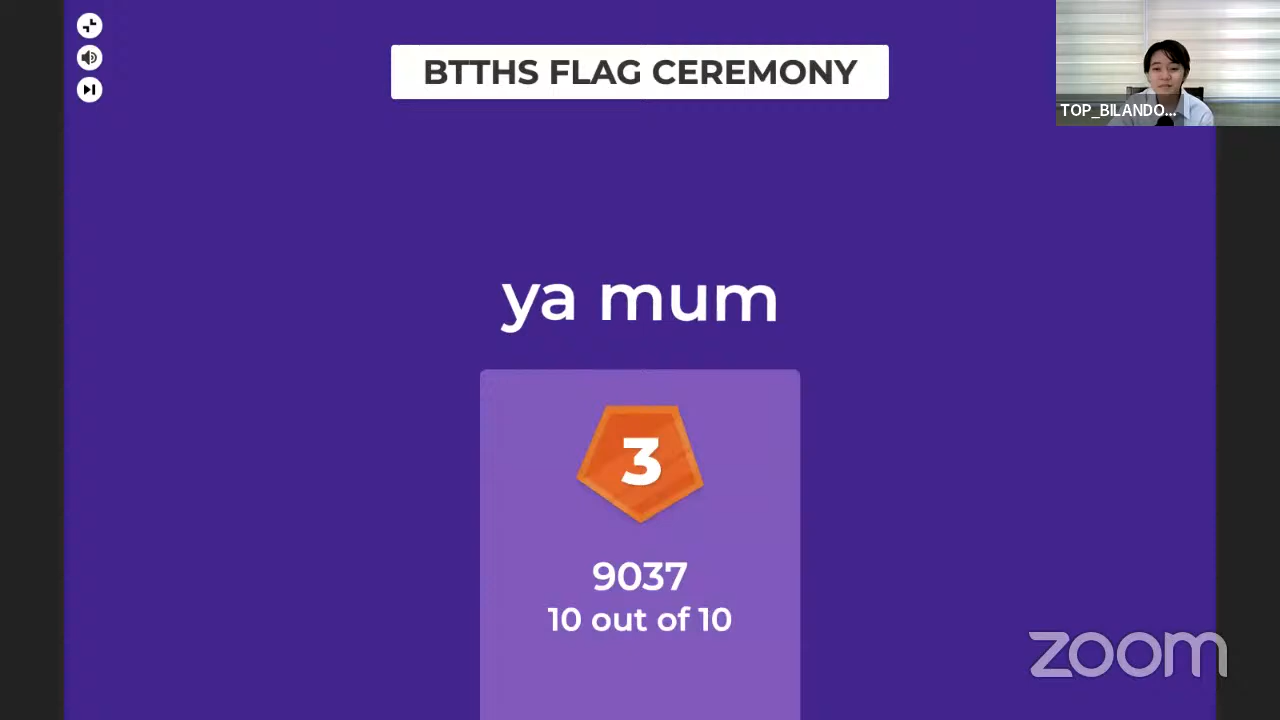 BTTHS FLAG CEREMONY
TOP_BILANDO...
ya mum
3
9037
10 out of 10
zoom